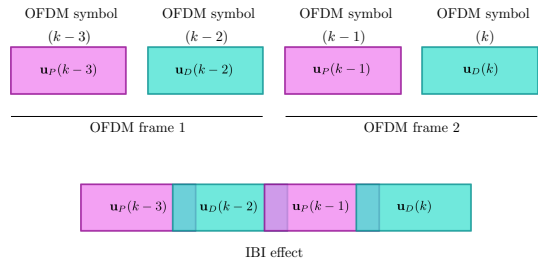 OFDM symbol OFDM symbol OFDM symbol OFDM symbol
(k − 3) (k − 2) (k − 1) (k)
u_P(k − 3) u_D(k − 2) u_P(k − 1) u_D(k)
OFDM frame 1 OFDM frame 2
u_P(k − 3) u_D(k − 2) u_P(k − 1) u_D(k)
IBI effect